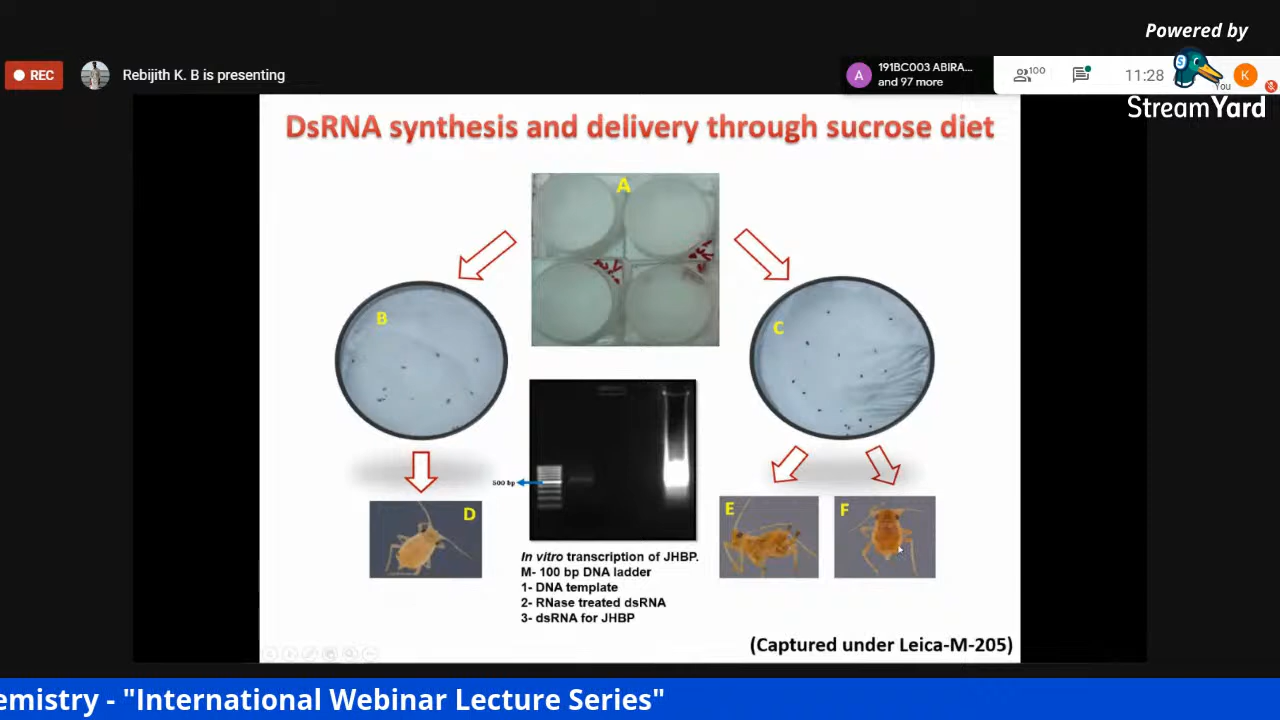 Powered by
REC
Rebijith K. B is presenting
A
191BC003 ABIRA...
and 97 more
100
11:28
You
K
StreamYard
DsRNA synthesis and delivery through sucrose diet
A
B
C
500 bp
D
E
F
In vitro transcription of JHBP.
M- 100 bp DNA ladder
1- DNA template
2- RNase treated dsRNA
3- dsRNA for JHBP
(Captured under Leica-M-205)
emistry - "International Webinar Lecture Series"